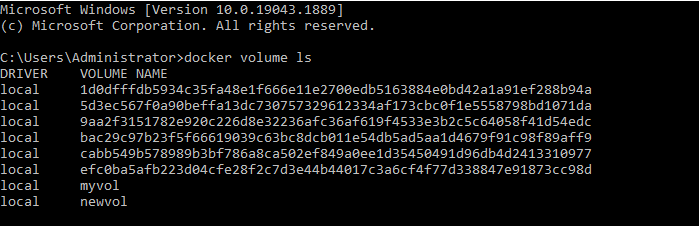 Microsoft Windows [Version 10.0.19043.1889]
(c) Microsoft Corporation. All rights reserved.
C:\Users\Administrator>docker volume ls
DRIVER    VOLUME NAME
local     1d0dfffdb5934c35fa48e1f666e11e2700edb5163884e0bd42a1a91ef288b94a
local     5d3ec567f0a90beffa13dc730757329612334af173cbc0f1e5558798bd1071da
local     9aa2f3151782e920c226d8e32236afc36af619f4533e3b2c5c64058f41d54edc
local     bac29c97b23f5f66619039c63bc8dcb011e54db5ad5aa1d4679f91c98f89aff9
local     cabb549b578989b3bf786a8ca502ef849a0ee1d35450491d96db4d2413310977
local     efc0ba5afb223d04cfe28f2c7d3e44b44017c3a6cf4f77d338847e91873cc98d
local     myvol
local     newvol